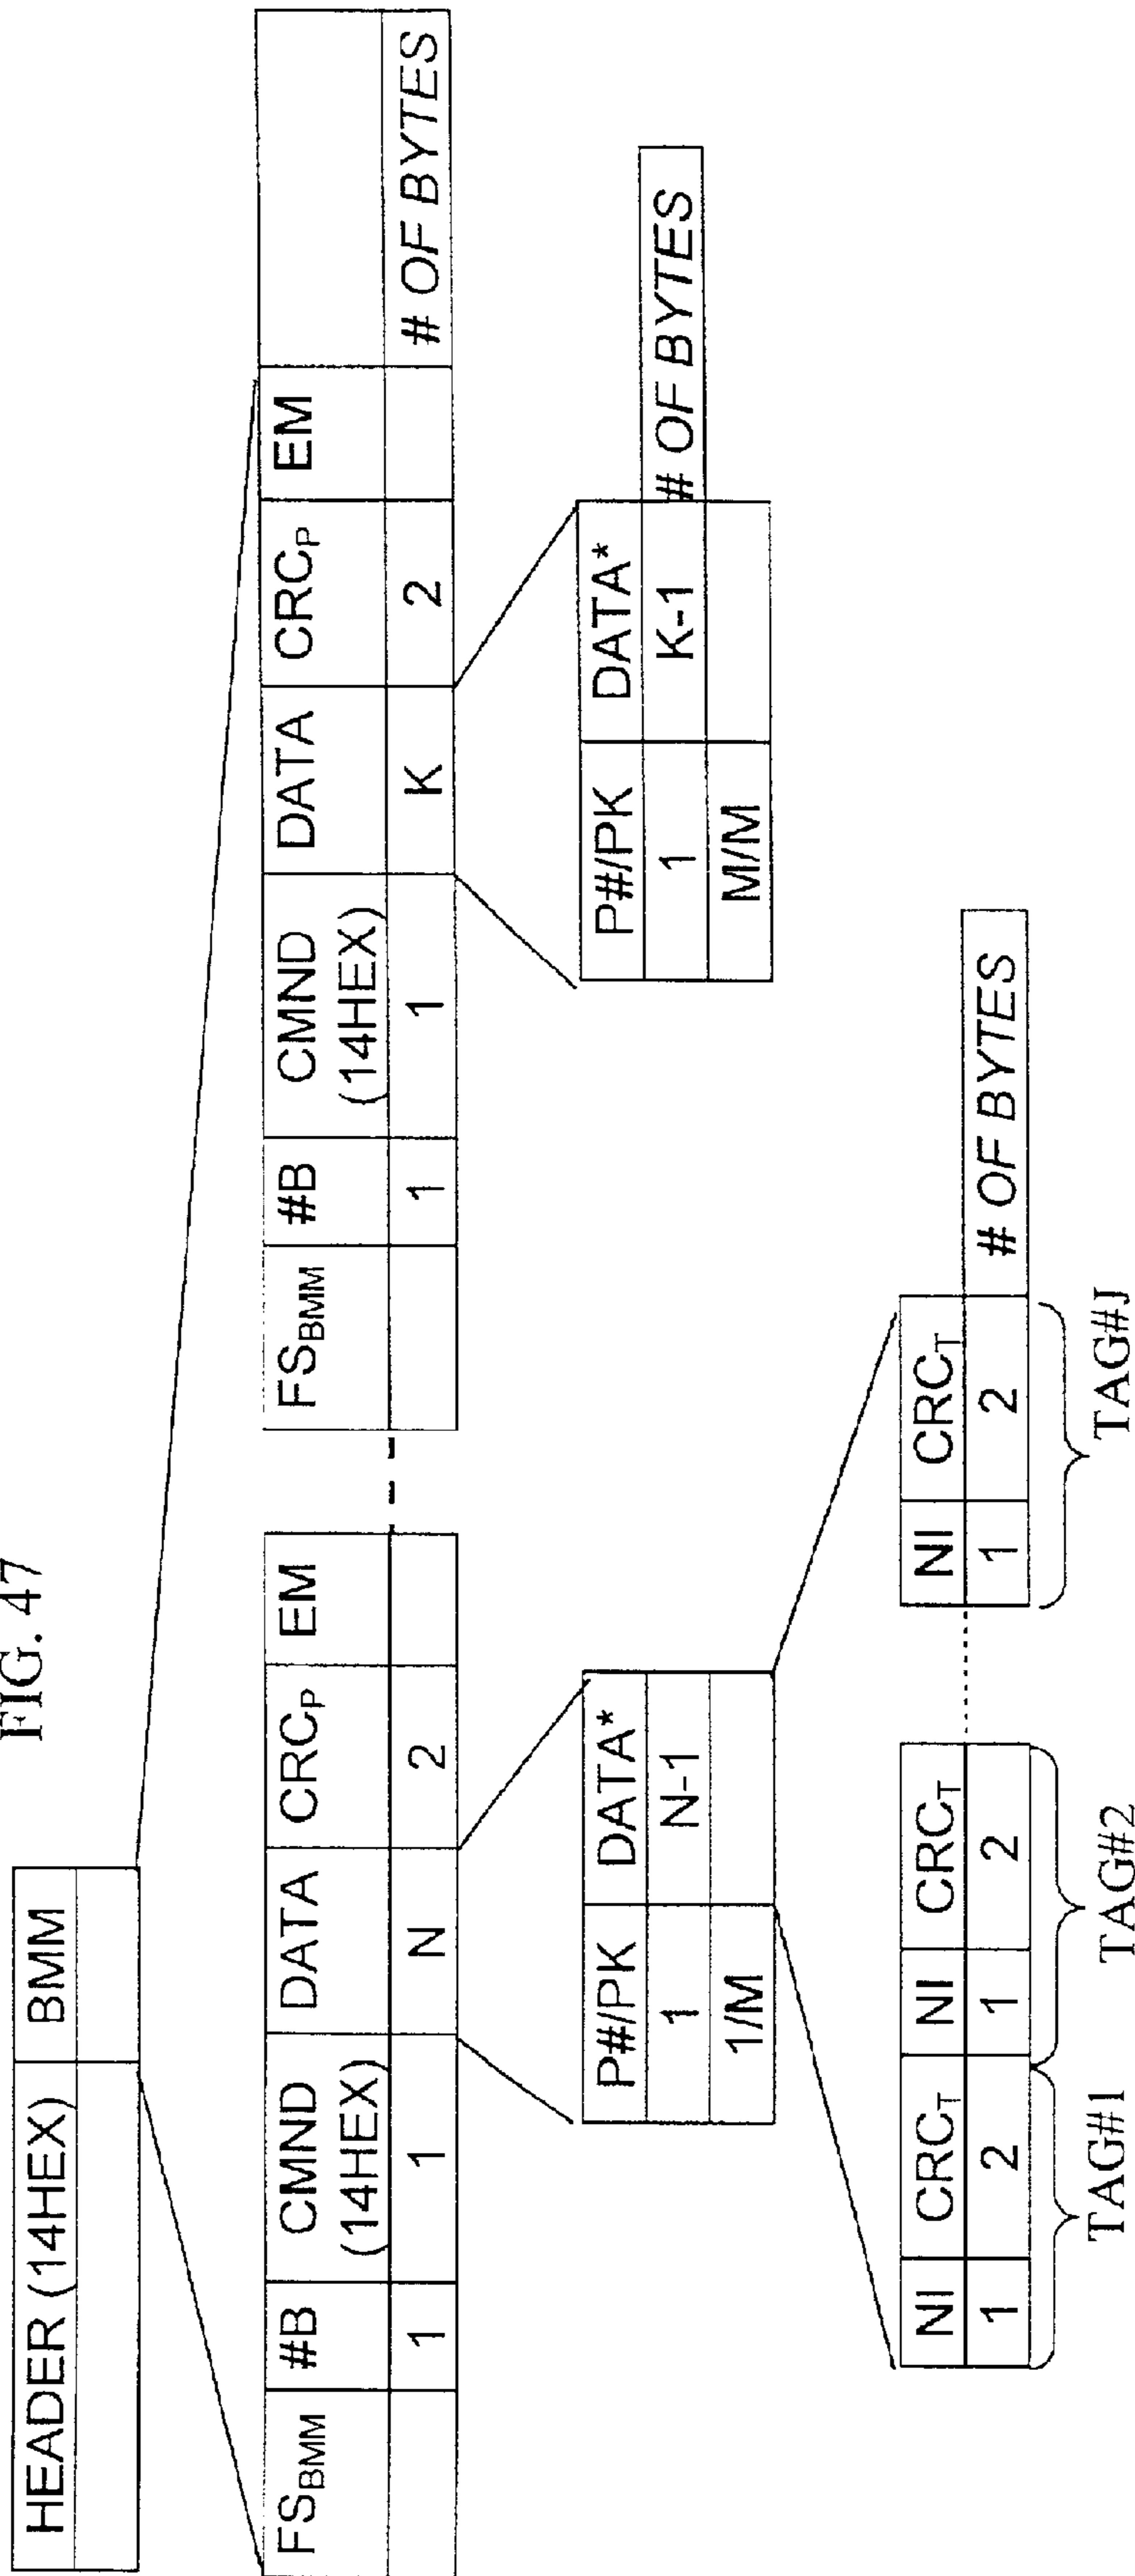 FIG. 47
HEADER (14HEX) BMM
FSBMM #B CMND (14HEX) DATA CRCP EM
1 1 N 2
FSBMM #B CMND (14HEX) DATA CRCP EM
1 1 K 2 # OF BYTES
P#/PK DATA*
1 N-1
1/M
P#/PK DATA*
1 K-1 # OF BYTES
M/M
NI CRCT NI CRCT NI CRCT
1 2 1 2 1 2 # OF BYTES
TAG#1 TAG#2 TAG#J